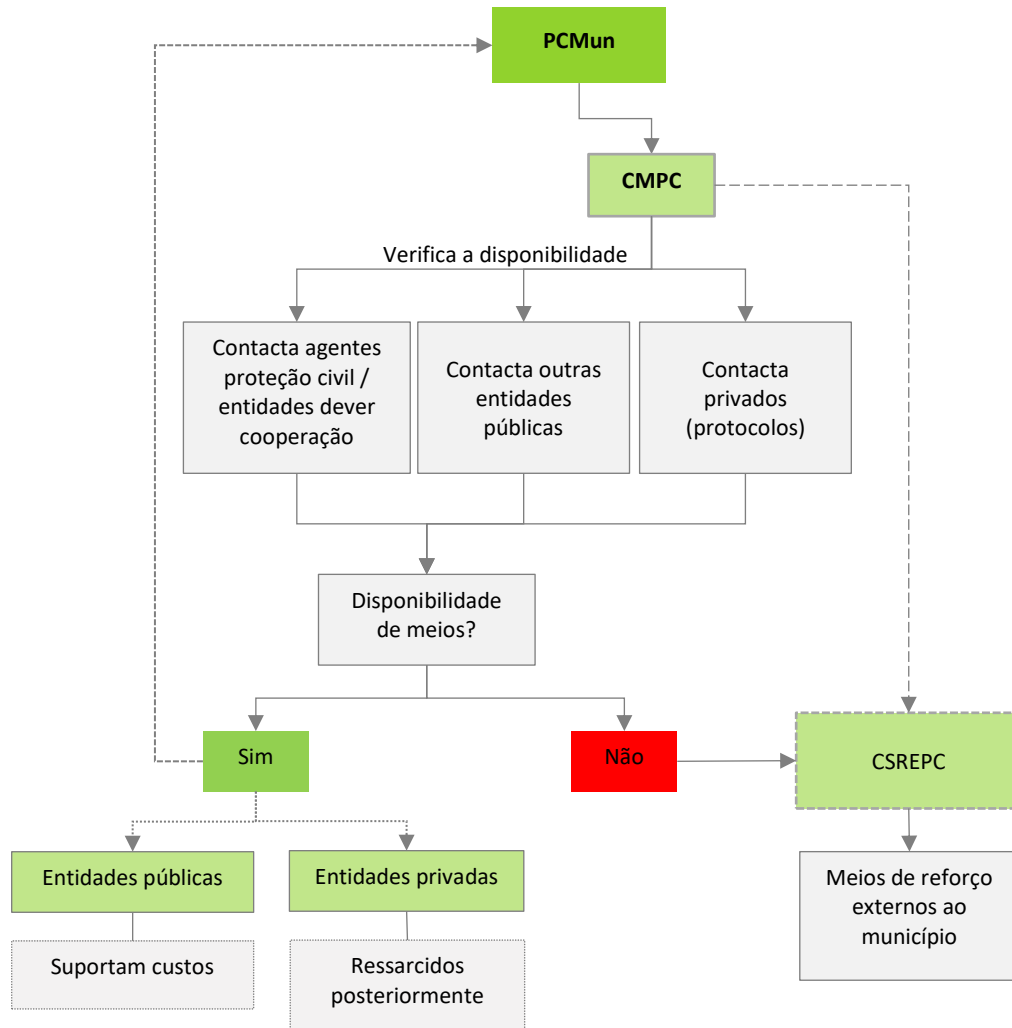 PCMun
CMPC
Verifica a disponibilidade
Contacta agentes
proteção civil /
entidades dever
cooperação
Contacta outras
entidades
públicas
Contacta
privados
(protocolos)
Disponibilidade
de meios?
Sim
Não
CSREPC
Entidades públicas
Entidades privadas
Meios de reforço
externos ao
município
Suportam custos
Ressarcidos
posteriormente